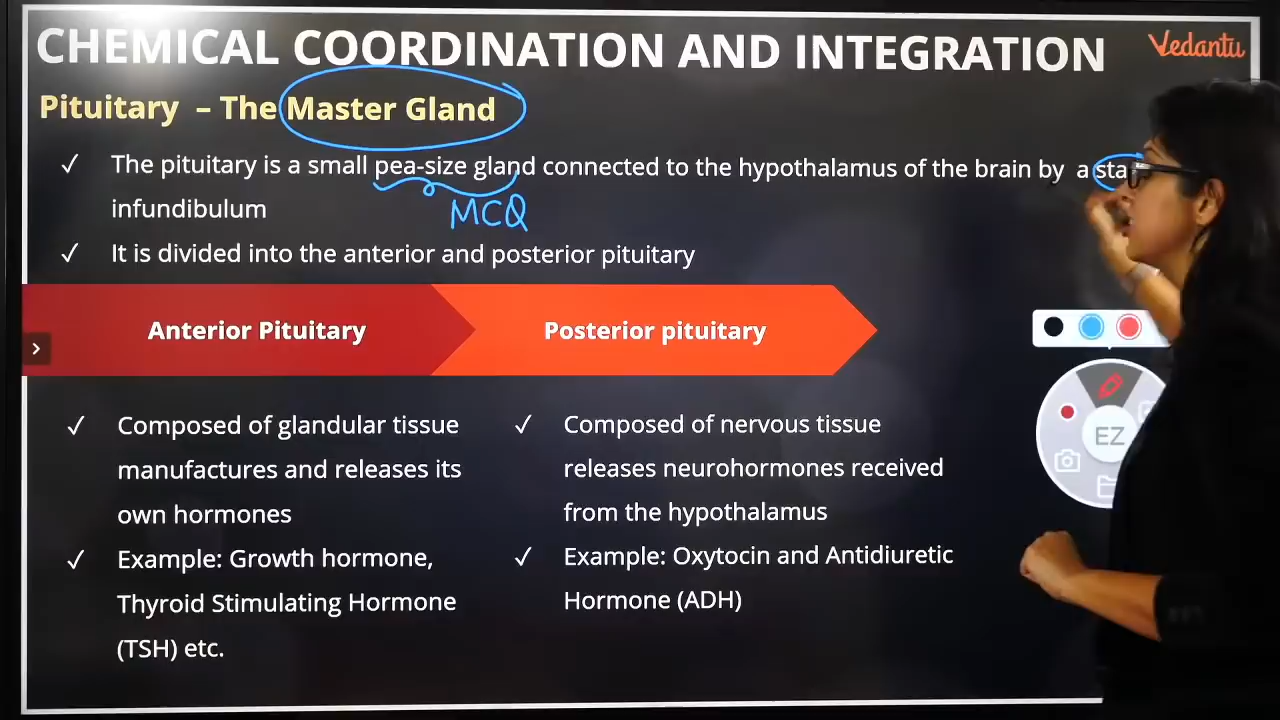 CHEMICAL COORDINATION AND INTEGRATION
Vedantu
Pituitary – The Master Gland
✓ The pituitary is a small pea-size gland connected to the hypothalamus of the brain by a
infundibulum
MCQ
✓ It is divided into the anterior and posterior pituitary
Anterior Pituitary
Posterior pituitary
✓ Composed of glandular tissue
manufactures and releases its
own hormones
✓ Example: Growth hormone,
Thyroid Stimulating Hormone
(TSH) etc.
✓ Composed of nervous tissue
releases neurohormones received
from the hypothalamus
✓ Example: Oxytocin and Antidiuretic
Hormone (ADH)
EZ